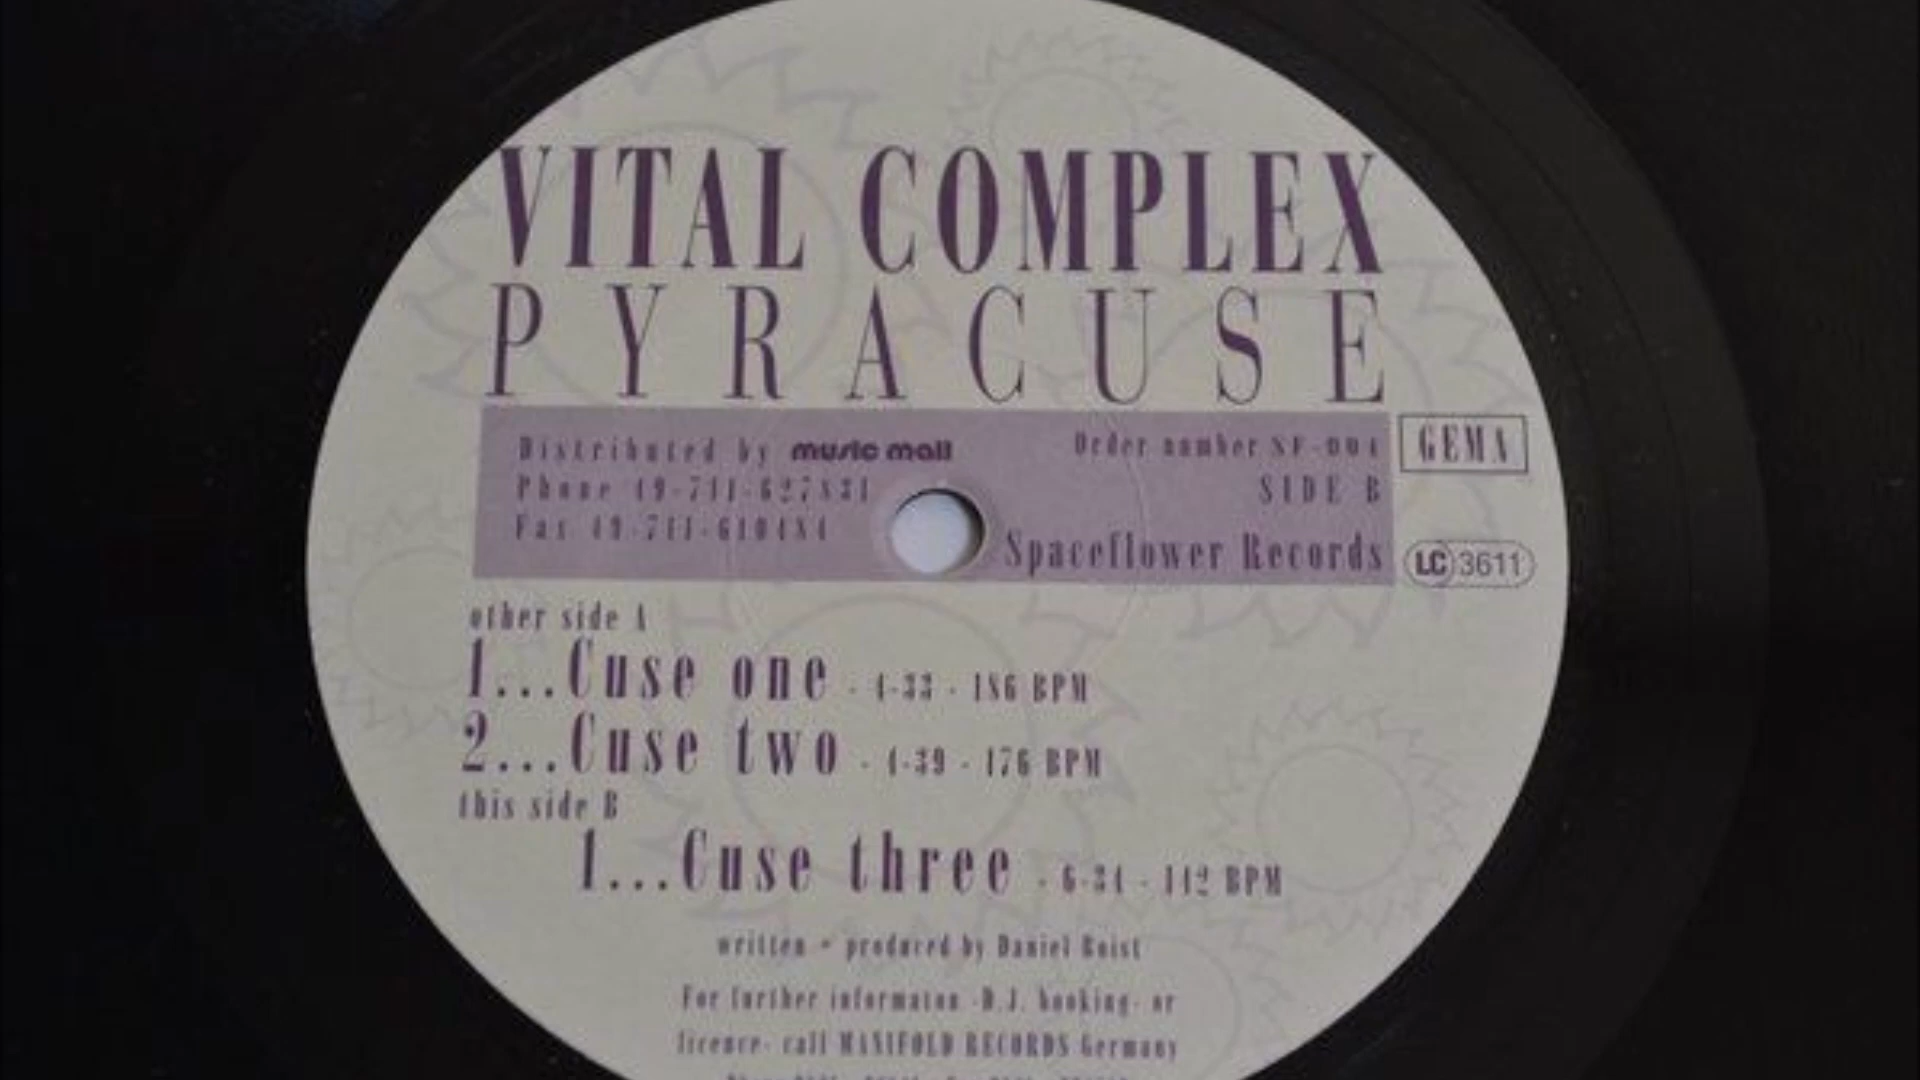 VITAL COMPLEX
PYRACUSE
Distributed by music mall
Order number SF-004
GEMA
Phone 49-711-627831
SIDE B
Fax 49-711-610484
Spaceflower Records
LC 3611
other side A
1...Cuse one - 4-33 - 186 BPM
2...Cuse two - 4-39 - 176 BPM
this side B
1...Cuse three - 6-34 - 142 BPM
written + produced by Daniel
For further informaton -D.J. booking- or
licence- call MANIFOLD RECORDS Germany